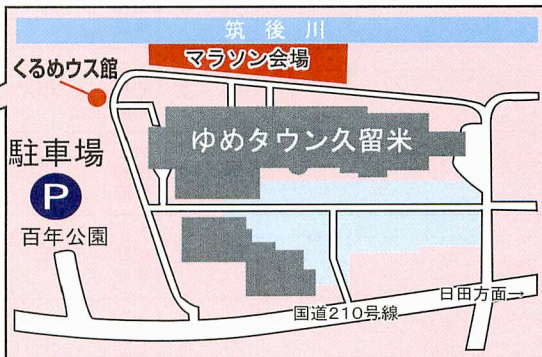 筑後川
マラソン会場
くるめウス館
ゆめタウン久留米
駐車場
P
百年公園
日田方面→
国道210号線